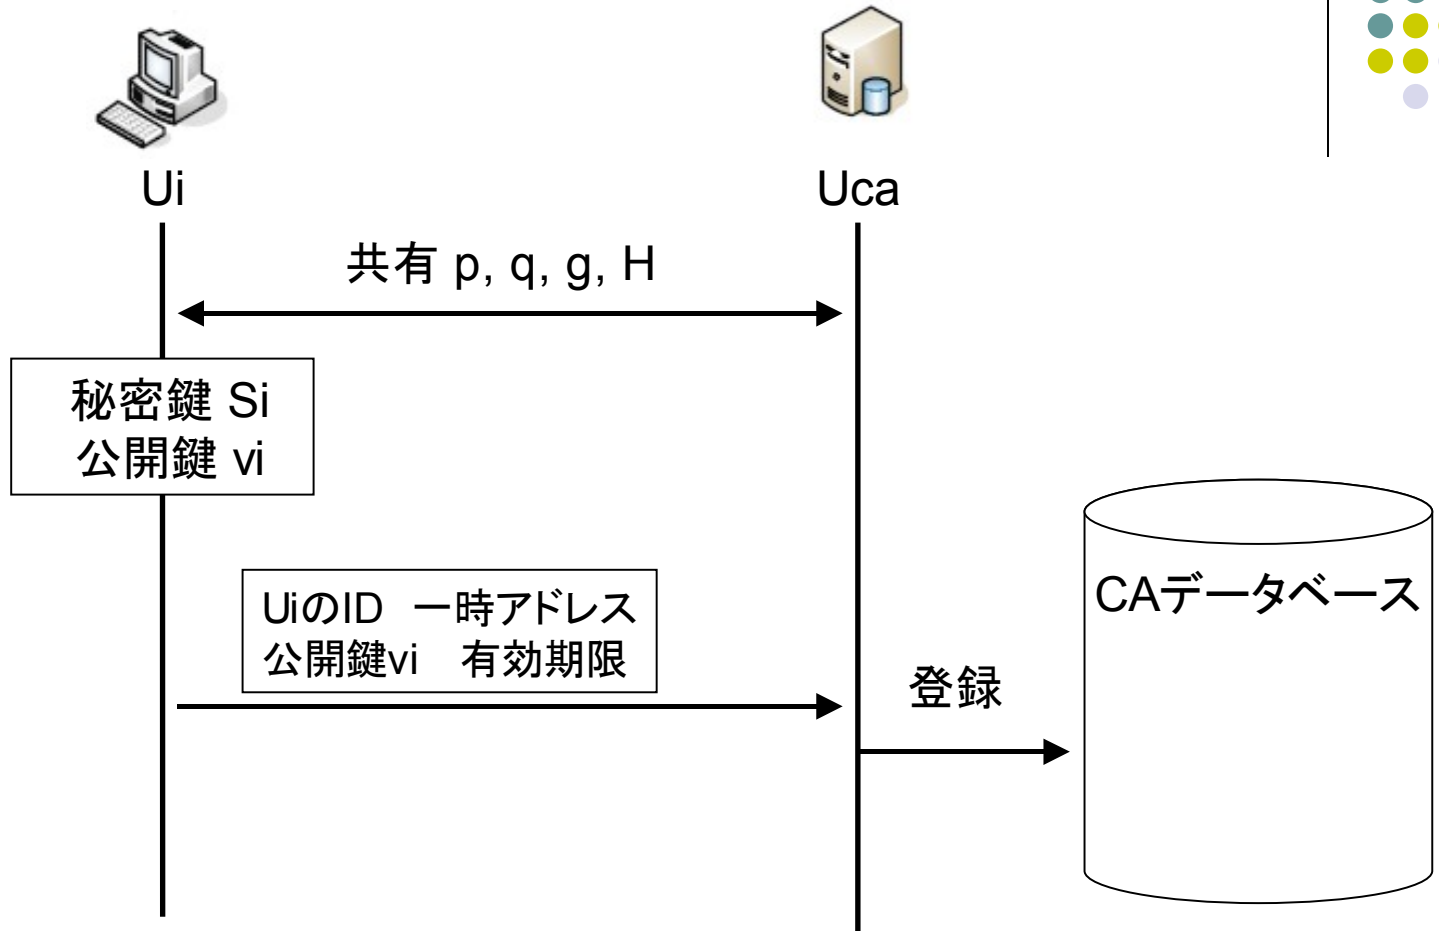 Ui
Uca
共有 p, q, g, H
秘密鍵 Si
公開鍵 vi
UiのID　一時アドレス
公開鍵vi　有効期限
登録
CAデータベース